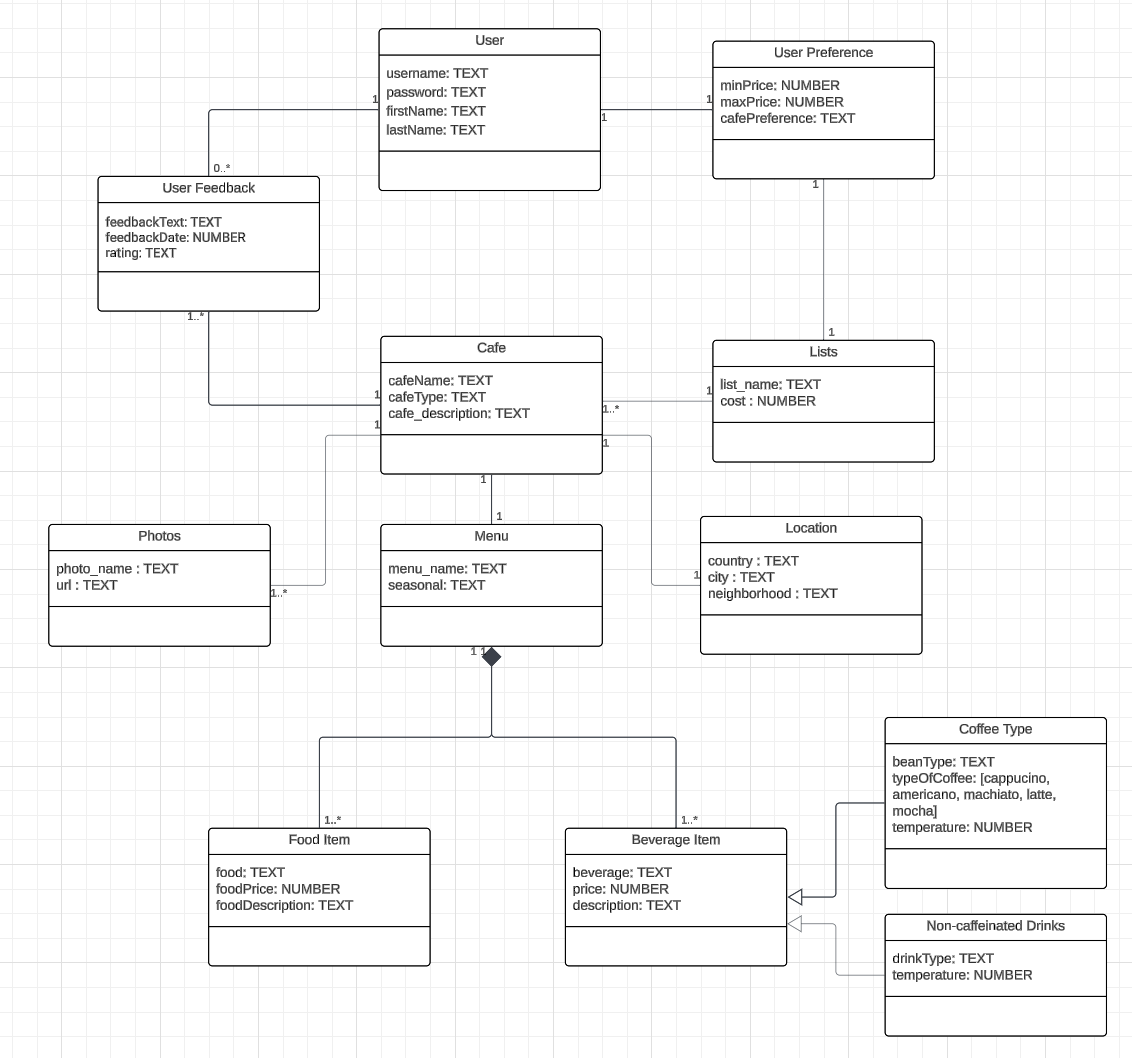 User
username: TEXT
password: TEXT
firstName: TEXT
lastName: TEXT
1
1
User Preference
minPrice: NUMBER
maxPrice: NUMBER
cafePreference: TEXT
1
1
0..*
User Feedback
feedbackText: TEXT
feedbackDate: NUMBER
rating: TEXT
1..*
Cafe
cafeName: TEXT
cafeType: TEXT
cafe_description: TEXT
1
1
1..*
1
1
1
Lists
list_name: TEXT
cost : NUMBER
1
Photos
photo_name : TEXT
url : TEXT
1..*
1
Menu
menu_name: TEXT
seasonal: TEXT
1 1
Location
country : TEXT
city : TEXT
neighborhood : TEXT
1
1..*
Food Item
food: TEXT
foodPrice: NUMBER
foodDescription: TEXT
1..*
Beverage Item
beverage: TEXT
price: NUMBER
description: TEXT
Coffee Type
beanType: TEXT
typeOfCoffee: [cappucino,
americano, machiato, latte,
mocha]
temperature: NUMBER
Non-caffeinated Drinks
drinkType: TEXT
temperature: NUMBER